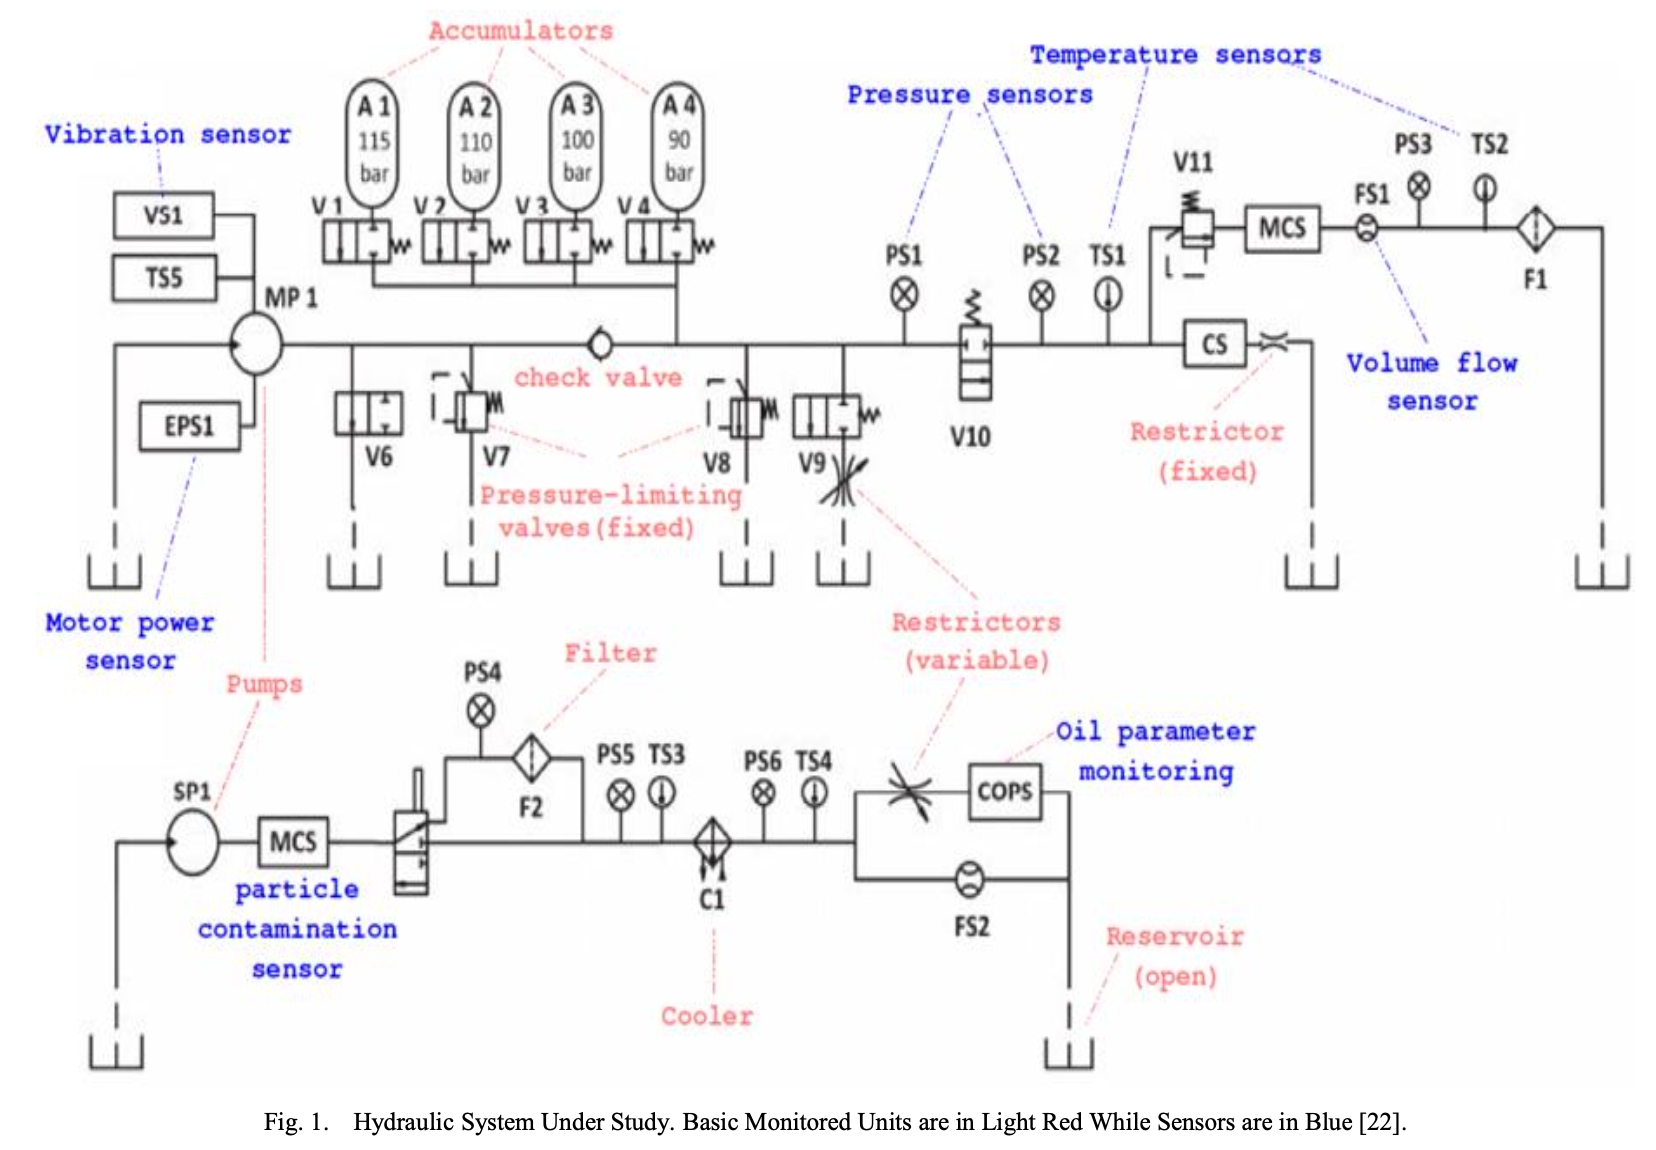 Accumulators
Temperature sensors
Pressure sensors
Vibration sensor
A 1
115
bar
A 2
110
bar
A 3
100
bar
A 4
90
bar
V 1
V 2
V 3
V 4
VS1
TS5
MP 1
EPS1
PS1
PS2
TS1
V11
MCS
FS1
PS3
TS2
F1
CS
check valve
Volume flow
sensor
Restrictor
(fixed)
V6
V7
V8
V9
V10
Pressure-limiting
valves(fixed)
Motor power
sensor
Pumps
Filter
Restrictors
(variable)
PS4
F2
PS5
TS3
PS6
TS4
Oil parameter
monitoring
COPS
SP1
MCS
particle
contamination
sensor
C1
Cooler
FS2
Reservoir
(open)
Fig. 1. Hydraulic System Under Study. Basic Monitored Units are in Light Red While Sensors are in Blue [22].